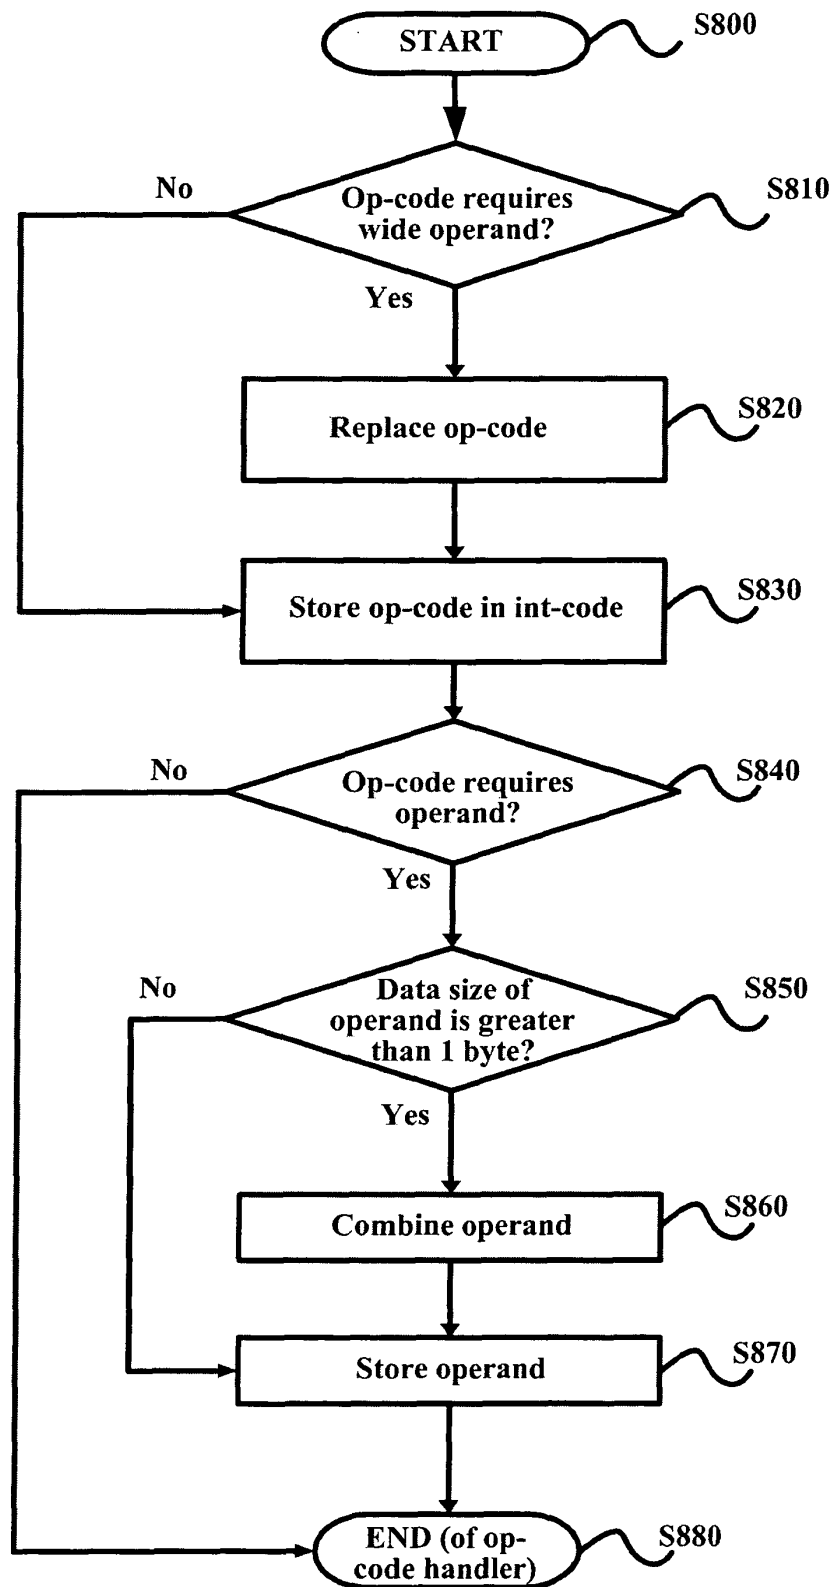 START
S800
No
Op-code requires
wide operand?
S810
Yes
Replace op-code
S820
Store op-code in int-code
S830
No
Op-code requires
operand?
S840
Yes
No
Data size of
operand is greater
than 1 byte?
S850
Yes
Combine operand
S860
Store operand
S870
END (of op-
code handler)
S880